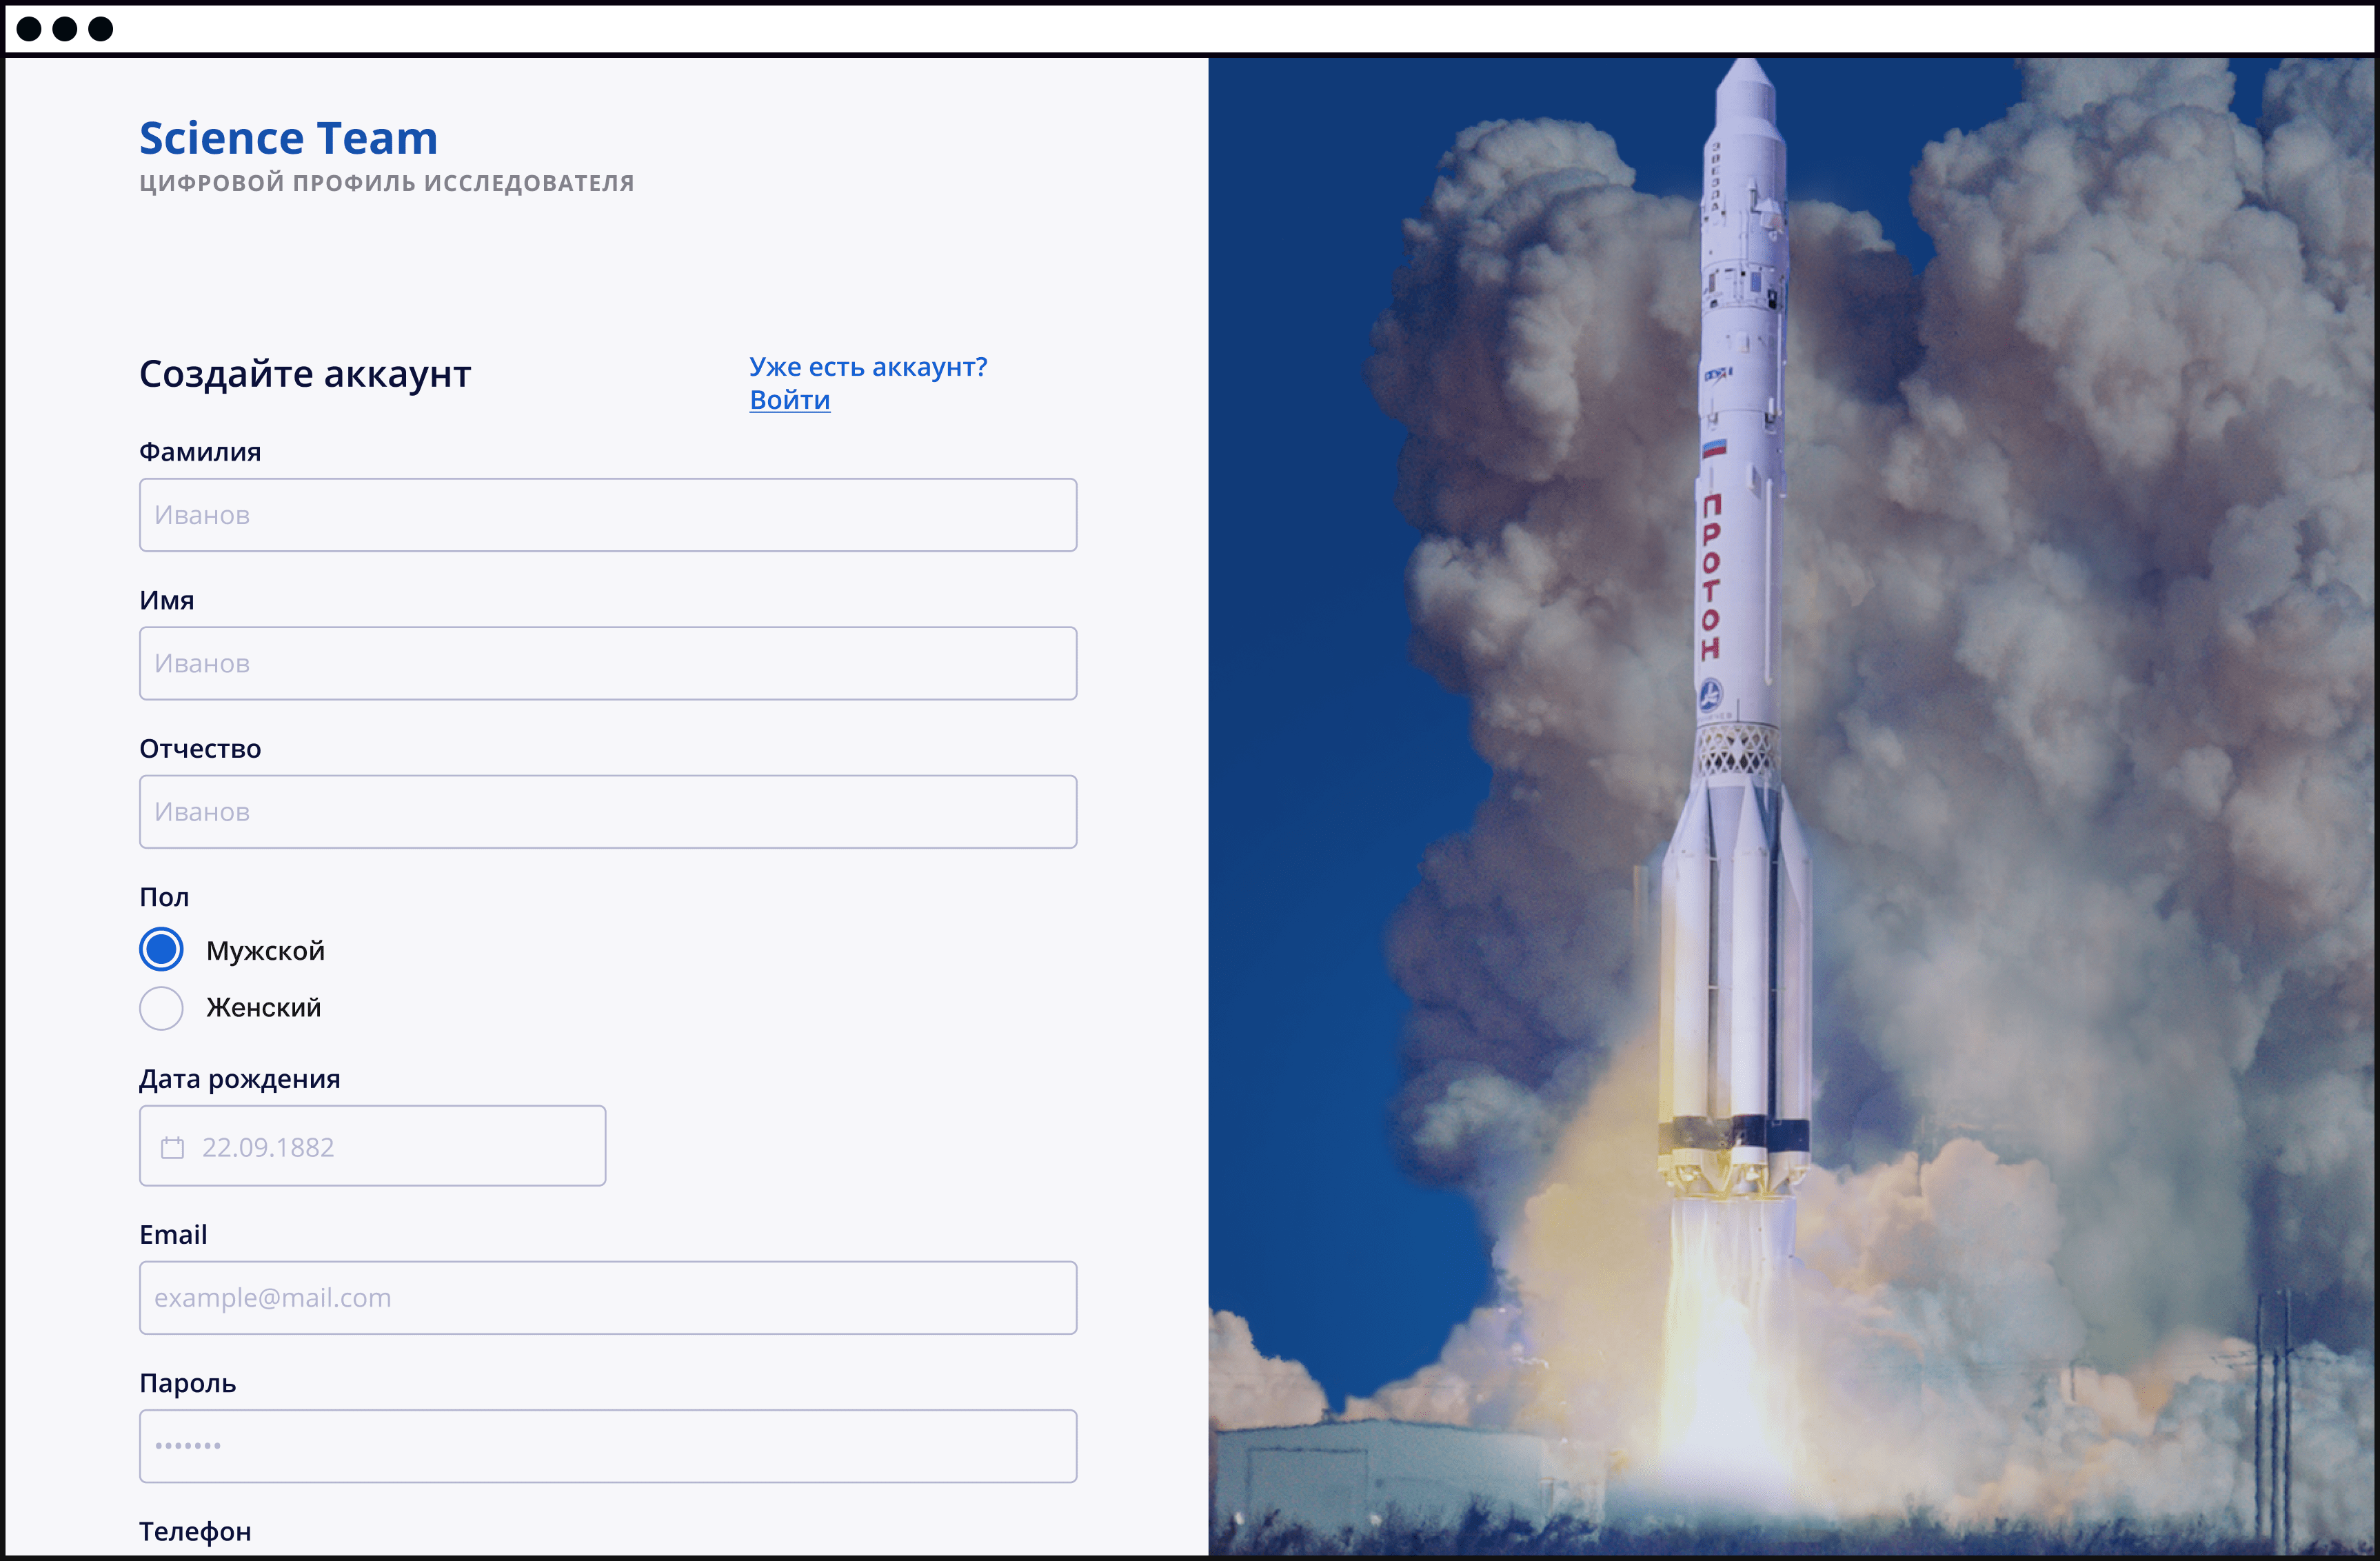 Science Team
ЦИФРОВОЙ ПРОФИЛЬ ИССЛЕДОВАТЕЛЯ
Создайте аккаунт
Уже есть аккаунт?
Войти
Фамилия
Иванов
Имя
Иванов
Отчество
Иванов
Пол
Мужской
Женский
Дата рождения
22.09.1882
Email
example@mail.com
Пароль
•••••••
Телефон
ЗВЕЗДА
ПРОТОН